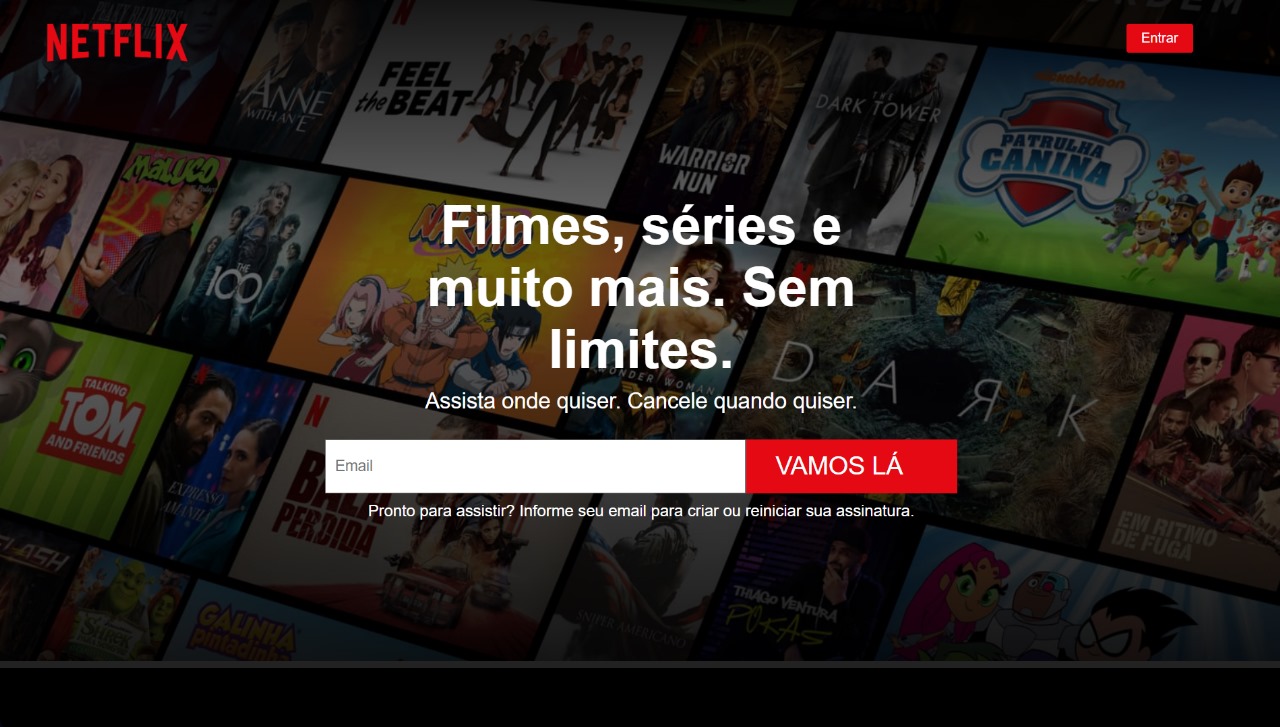 NETFLIX
Entrar
ANNE
WITH AN E
FEEL
the BEAT
WARRIOR
NUN
THE
DARK TOWER
nickelodeon
PATRULHA
CANINA
MALUCO
THE
100
NARUTO
Filmes, séries e
muito mais. Sem
limites.
WONDER WOMAN
DARK
Assista onde quiser. Cancele quando quiser.
TALKING
TOM
AND FRIENDS
Email
VAMOS LÁ
EXPRESSO
AMANHÃ
BALA
PERDIDA
Pronto para assistir? Informe seu email para criar ou reiniciar sua assinatura.
EM RITMO
DE FUGA
SHREK
GALINHA
pintadinha
SNIPER AMERICANO
THIAGO VENTURA
POKAS